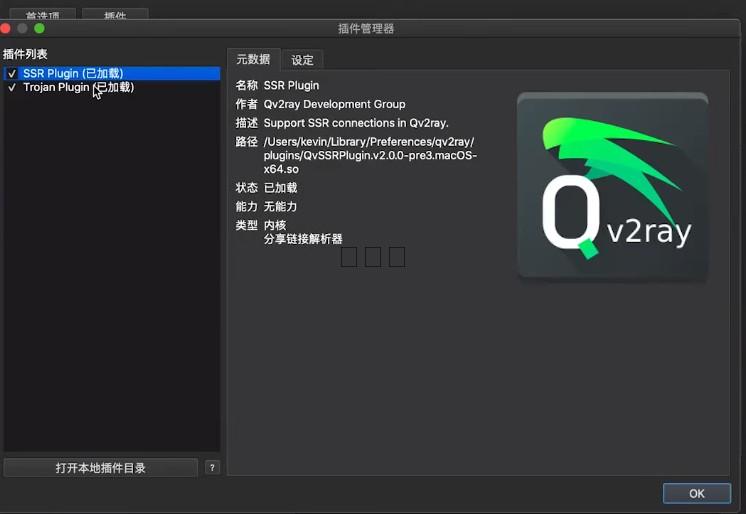 首选项 插件
插件管理器
插件列表
SSR Plugin (已加载)
Trojan Plugin (已加载)
元数据 设定
名称 SSR Plugin
作者 Qv2ray Development Group
描述 Support SSR connections in Qv2ray.
路径 /Users/kevin/Library/Preferences/qv2ray/
plugins/QvSSRPlugin.v2.0.0-pre3.macOS-
x64.so
状态 已加载
能力 无能力
类型 内核
分享链接解析器
Qv2ray
打开本地插件目录 ?
OK